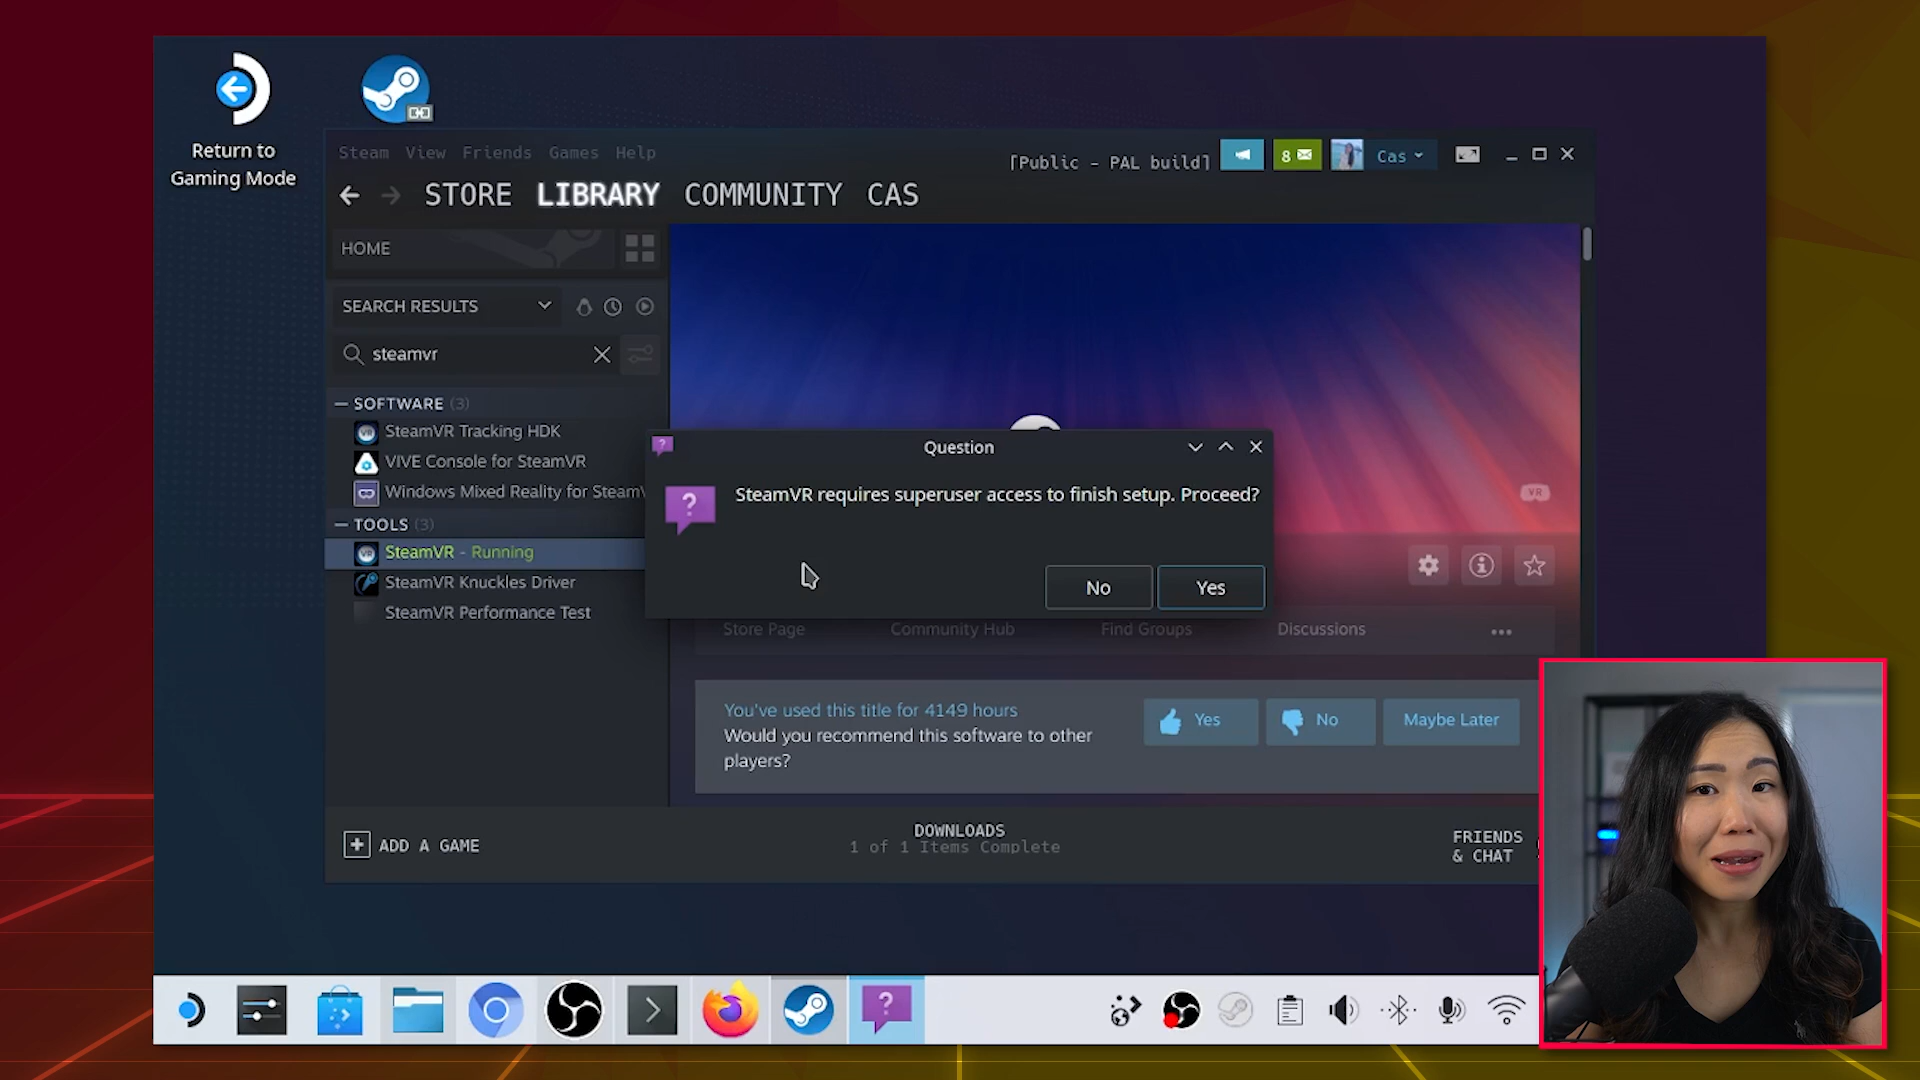 Return to
Gaming Mode
Steam View Friends Games Help
[Public - PAL build]
8
Cas
STORE LIBRARY COMMUNITY CAS
HOME
SEARCH RESULTS
steamvr
— SOFTWARE (3)
SteamVR Tracking HDK
VIVE Console for SteamVR
Windows Mixed Reality for SteamV
— TOOLS (3)
SteamVR - Running
SteamVR Knuckles Driver
SteamVR Performance Test
Question
SteamVR requires superuser access to finish setup. Proceed?
No Yes
VR
Store Page Community Hub Find Groups Discussions
You've used this title for 4149 hours
Would you recommend this software to other
players?
Yes No Maybe Later
ADD A GAME
DOWNLOADS
1 of 1 Items Complete
FRIENDS
& CHAT